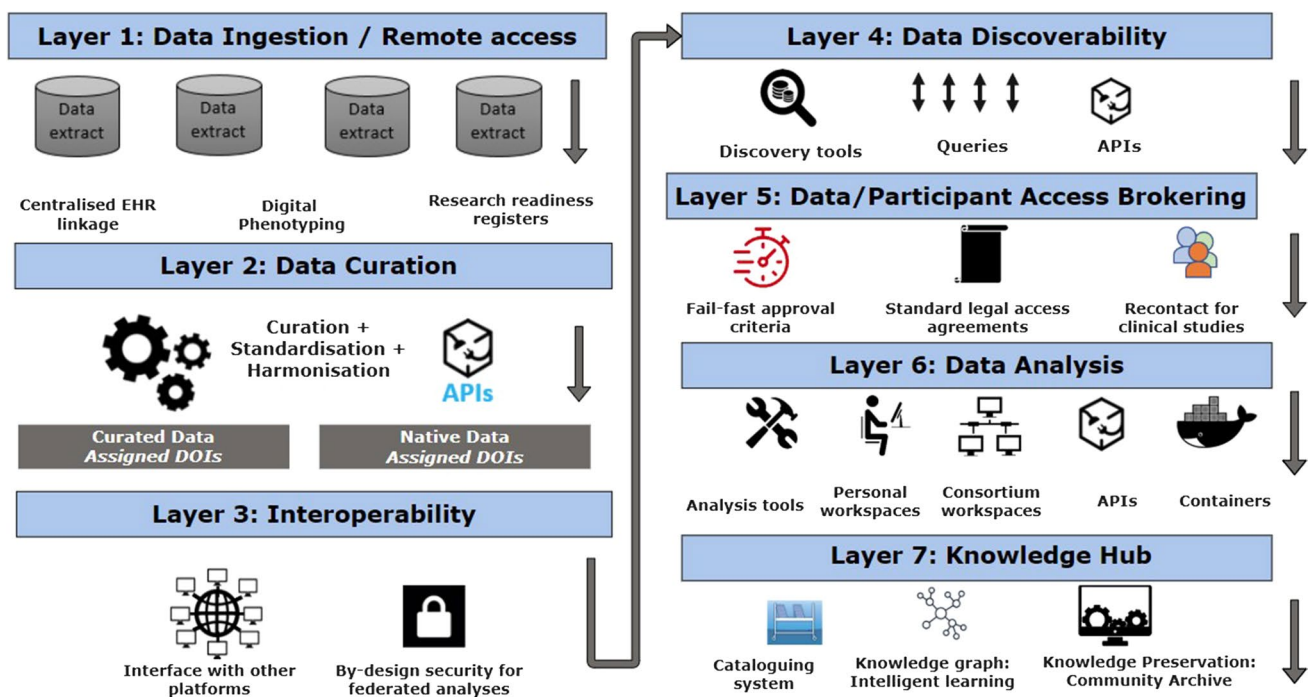 Layer 1: Data Ingestion / Remote access
Data
extract
Data
extract
Data
extract
Data
extract
Centralised EHR
linkage
Digital
Phenotyping
Research readiness
registers
Layer 2: Data Curation
Curation +
Standardisation +
Harmonisation
APIs
Curated Data
Assigned DOIs
Native Data
Assigned DOIs
Layer 3: Interoperability
Interface with other
platforms
By-design security for
federated analyses
Layer 4: Data Discoverability
Discovery tools
Queries
APIs
Layer 5: Data/Participant Access Brokering
Fail-fast approval
criteria
Standard legal access
agreements
Recontact for
clinical studies
Layer 6: Data Analysis
Analysis tools
Personal
workspaces
Consortium
workspaces
APIs
Containers
Layer 7: Knowledge Hub
Cataloguing
system
Knowledge graph:
Intelligent learning
Knowledge Preservation:
Community Archive